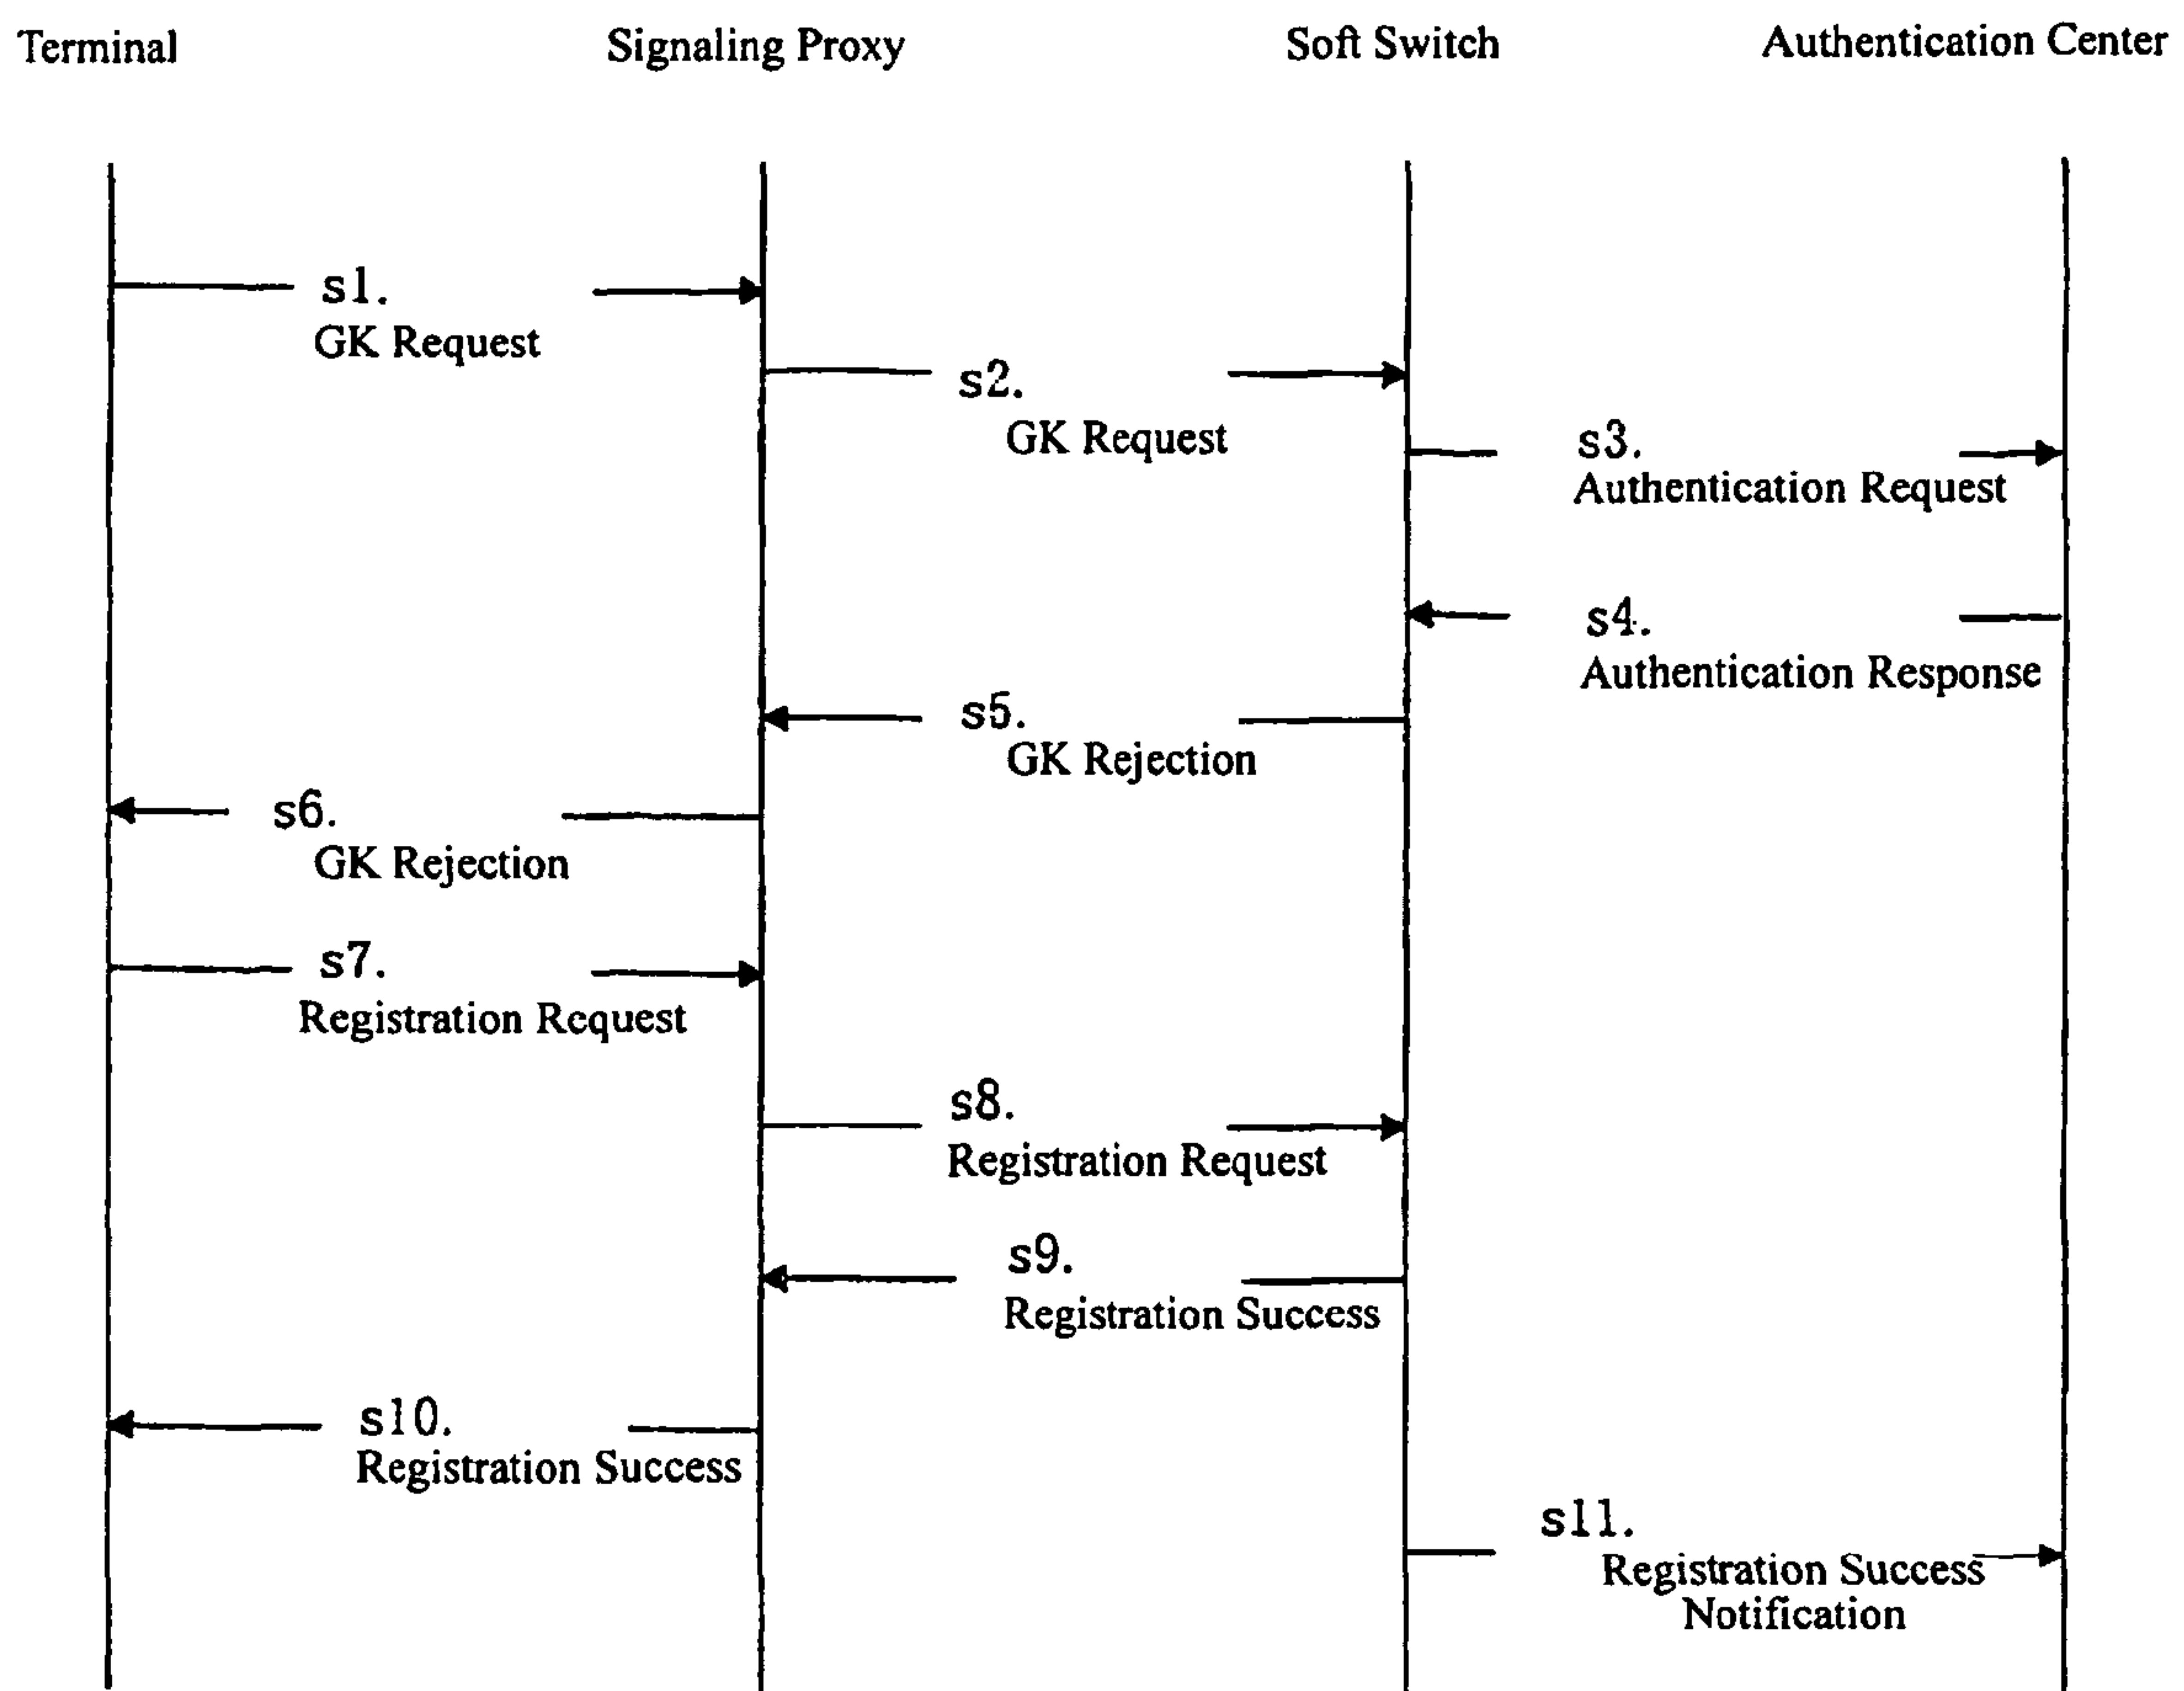 Terminal
Signaling Proxy
Soft Switch
Authentication Center
s1.
GK Request
s2.
GK Request
s3.
Authentication Request
s4.
Authentication Response
s5.
GK Rejection
s6.
GK Rejection
s7.
Registration Request
s8.
Registration Request
s9.
Registration Success
s10.
Registration Success
s11.
Registration Success
Notification